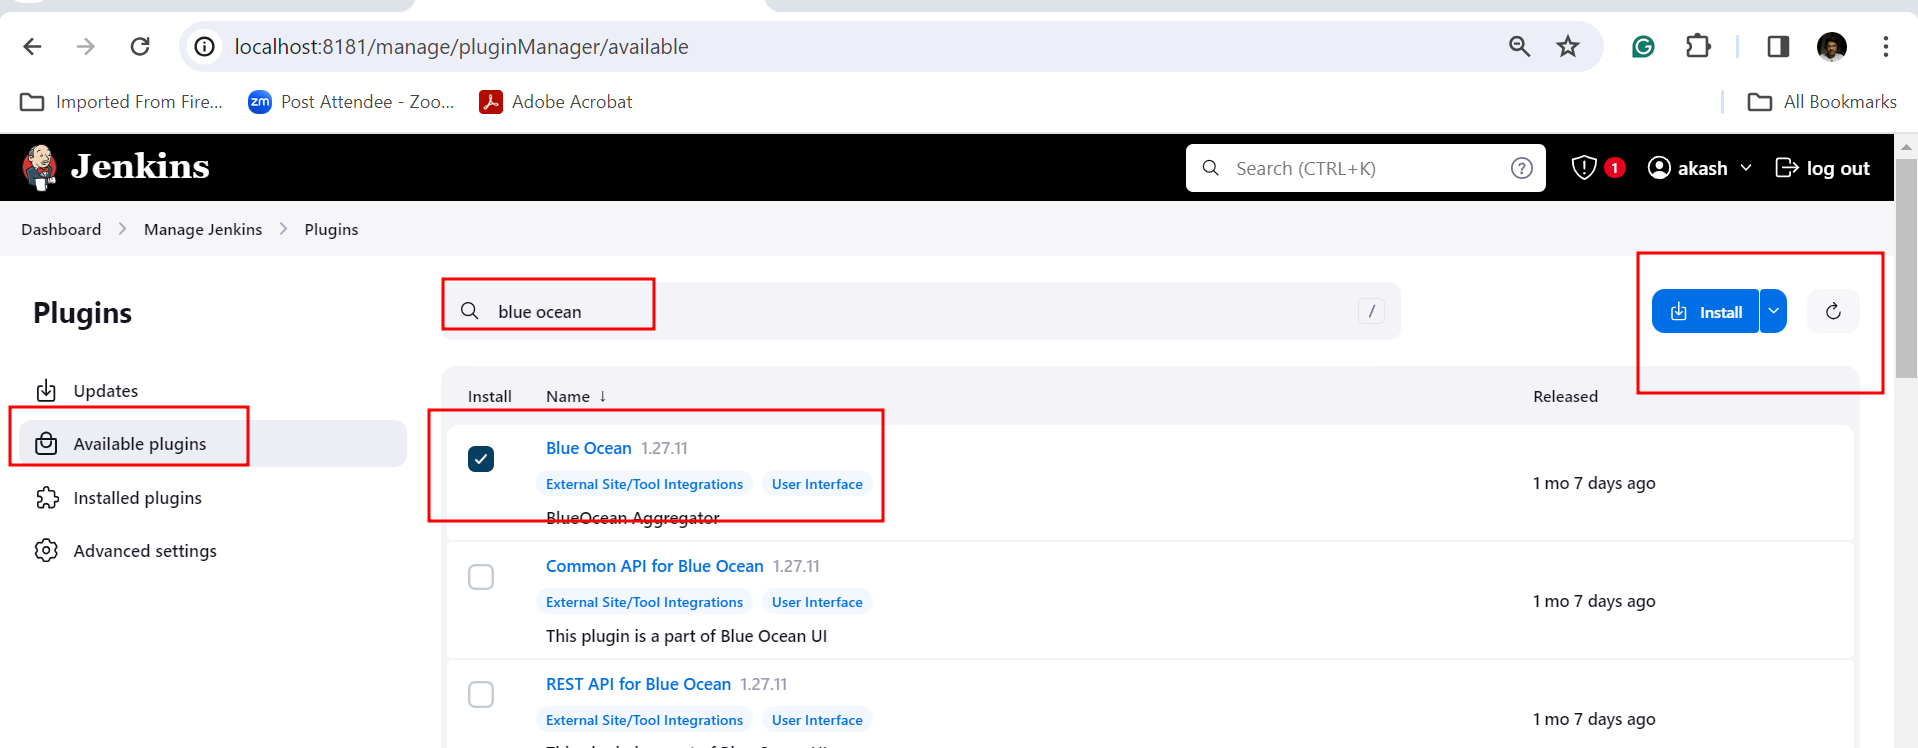 localhost:8181/manage/pluginManager/available
Imported From Fire...
zm Post Attendee - Zoo...
Adobe Acrobat
All Bookmarks
Jenkins
Search (CTRL+K)
?
1
akash
log out
Dashboard
Manage Jenkins
Plugins
Plugins
blue ocean
/
Install
Updates
Available plugins
Installed plugins
Advanced settings
Install Name ↓ Released
Blue Ocean 1.27.11
External Site/Tool Integrations User Interface
1 mo 7 days ago
BlueOcean Aggregator
Common API for Blue Ocean 1.27.11
External Site/Tool Integrations User Interface
1 mo 7 days ago
This plugin is a part of Blue Ocean UI
REST API for Blue Ocean 1.27.11
External Site/Tool Integrations User Interface
1 mo 7 days ago